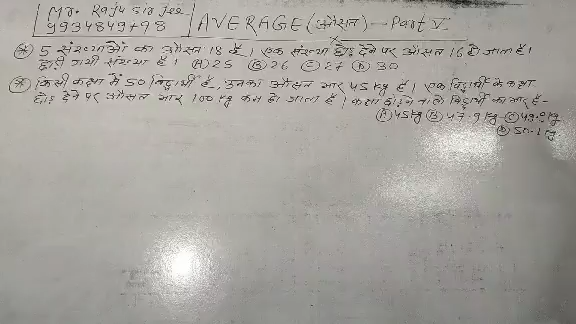 Mr. Raju Sir Jee
9934849798
AVERAGE (औसत) - Part V
* 5 संख्याओं का औसत 18 है। एक संख्या छोड़ देने पर औसत 16 हो जाता है।
छोड़ी गयी संख्या है। (A) 25 (B) 26 (C) 27 (D) 30
* किसी कक्षा में 50 विद्यार्थी है, उनका औसत भार 45 kg है। एक विद्यार्थी के कक्षा
छोड़ देने पर औसत भार 100 g कम हो जाता है। कक्षा छोड़ने वाले विद्यार्थी का भार है -
(A) 45 kg (B) 47.9 kg (C) 49.9 kg
(D) 50.1 kg